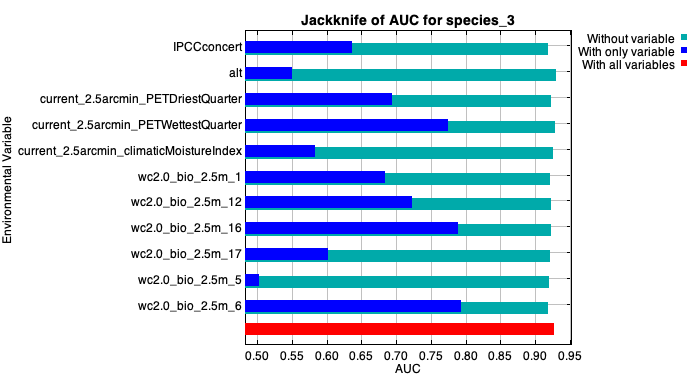 Jackknife of AUC for species_3
Without variable
With only variable
With all variables
Environmental Variable
IPCCconcert
alt
current_2.5arcmin_PETDriestQuarter
current_2.5arcmin_PETWettestQuarter
current_2.5arcmin_climaticMoistureIndex
wc2.0_bio_2.5m_1
wc2.0_bio_2.5m_12
wc2.0_bio_2.5m_16
wc2.0_bio_2.5m_17
wc2.0_bio_2.5m_5
wc2.0_bio_2.5m_6
0.50 0.55 0.60 0.65 0.70 0.75 0.80 0.85 0.90 0.95
AUC